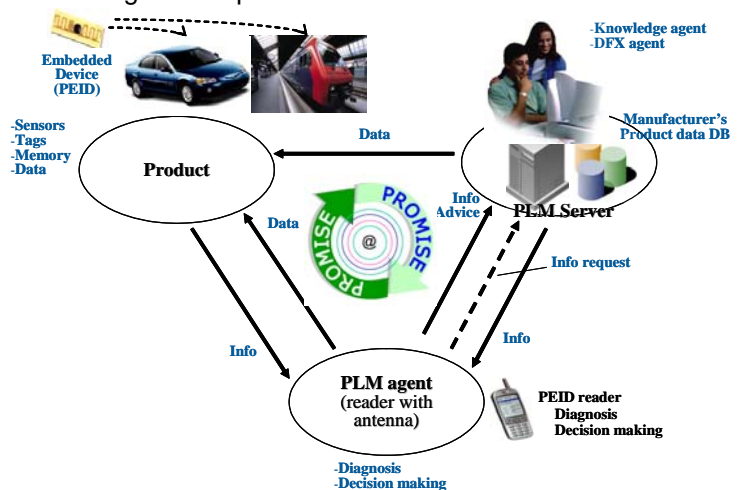 Embedded
Device
(PEID)
-Knowledge agent
-DFX agent
-Sensors
-Tags
-Memory
-Data
Product
Data
Manufacturer's
Product data DB
PLM Server
Data
PROMISE
PROMISE
@
Info
Advice
Info request
Info
Info
PLM agent
(reader with
antenna)
PEID reader
Diagnosis
Decision making
-Diagnosis
-Decision making